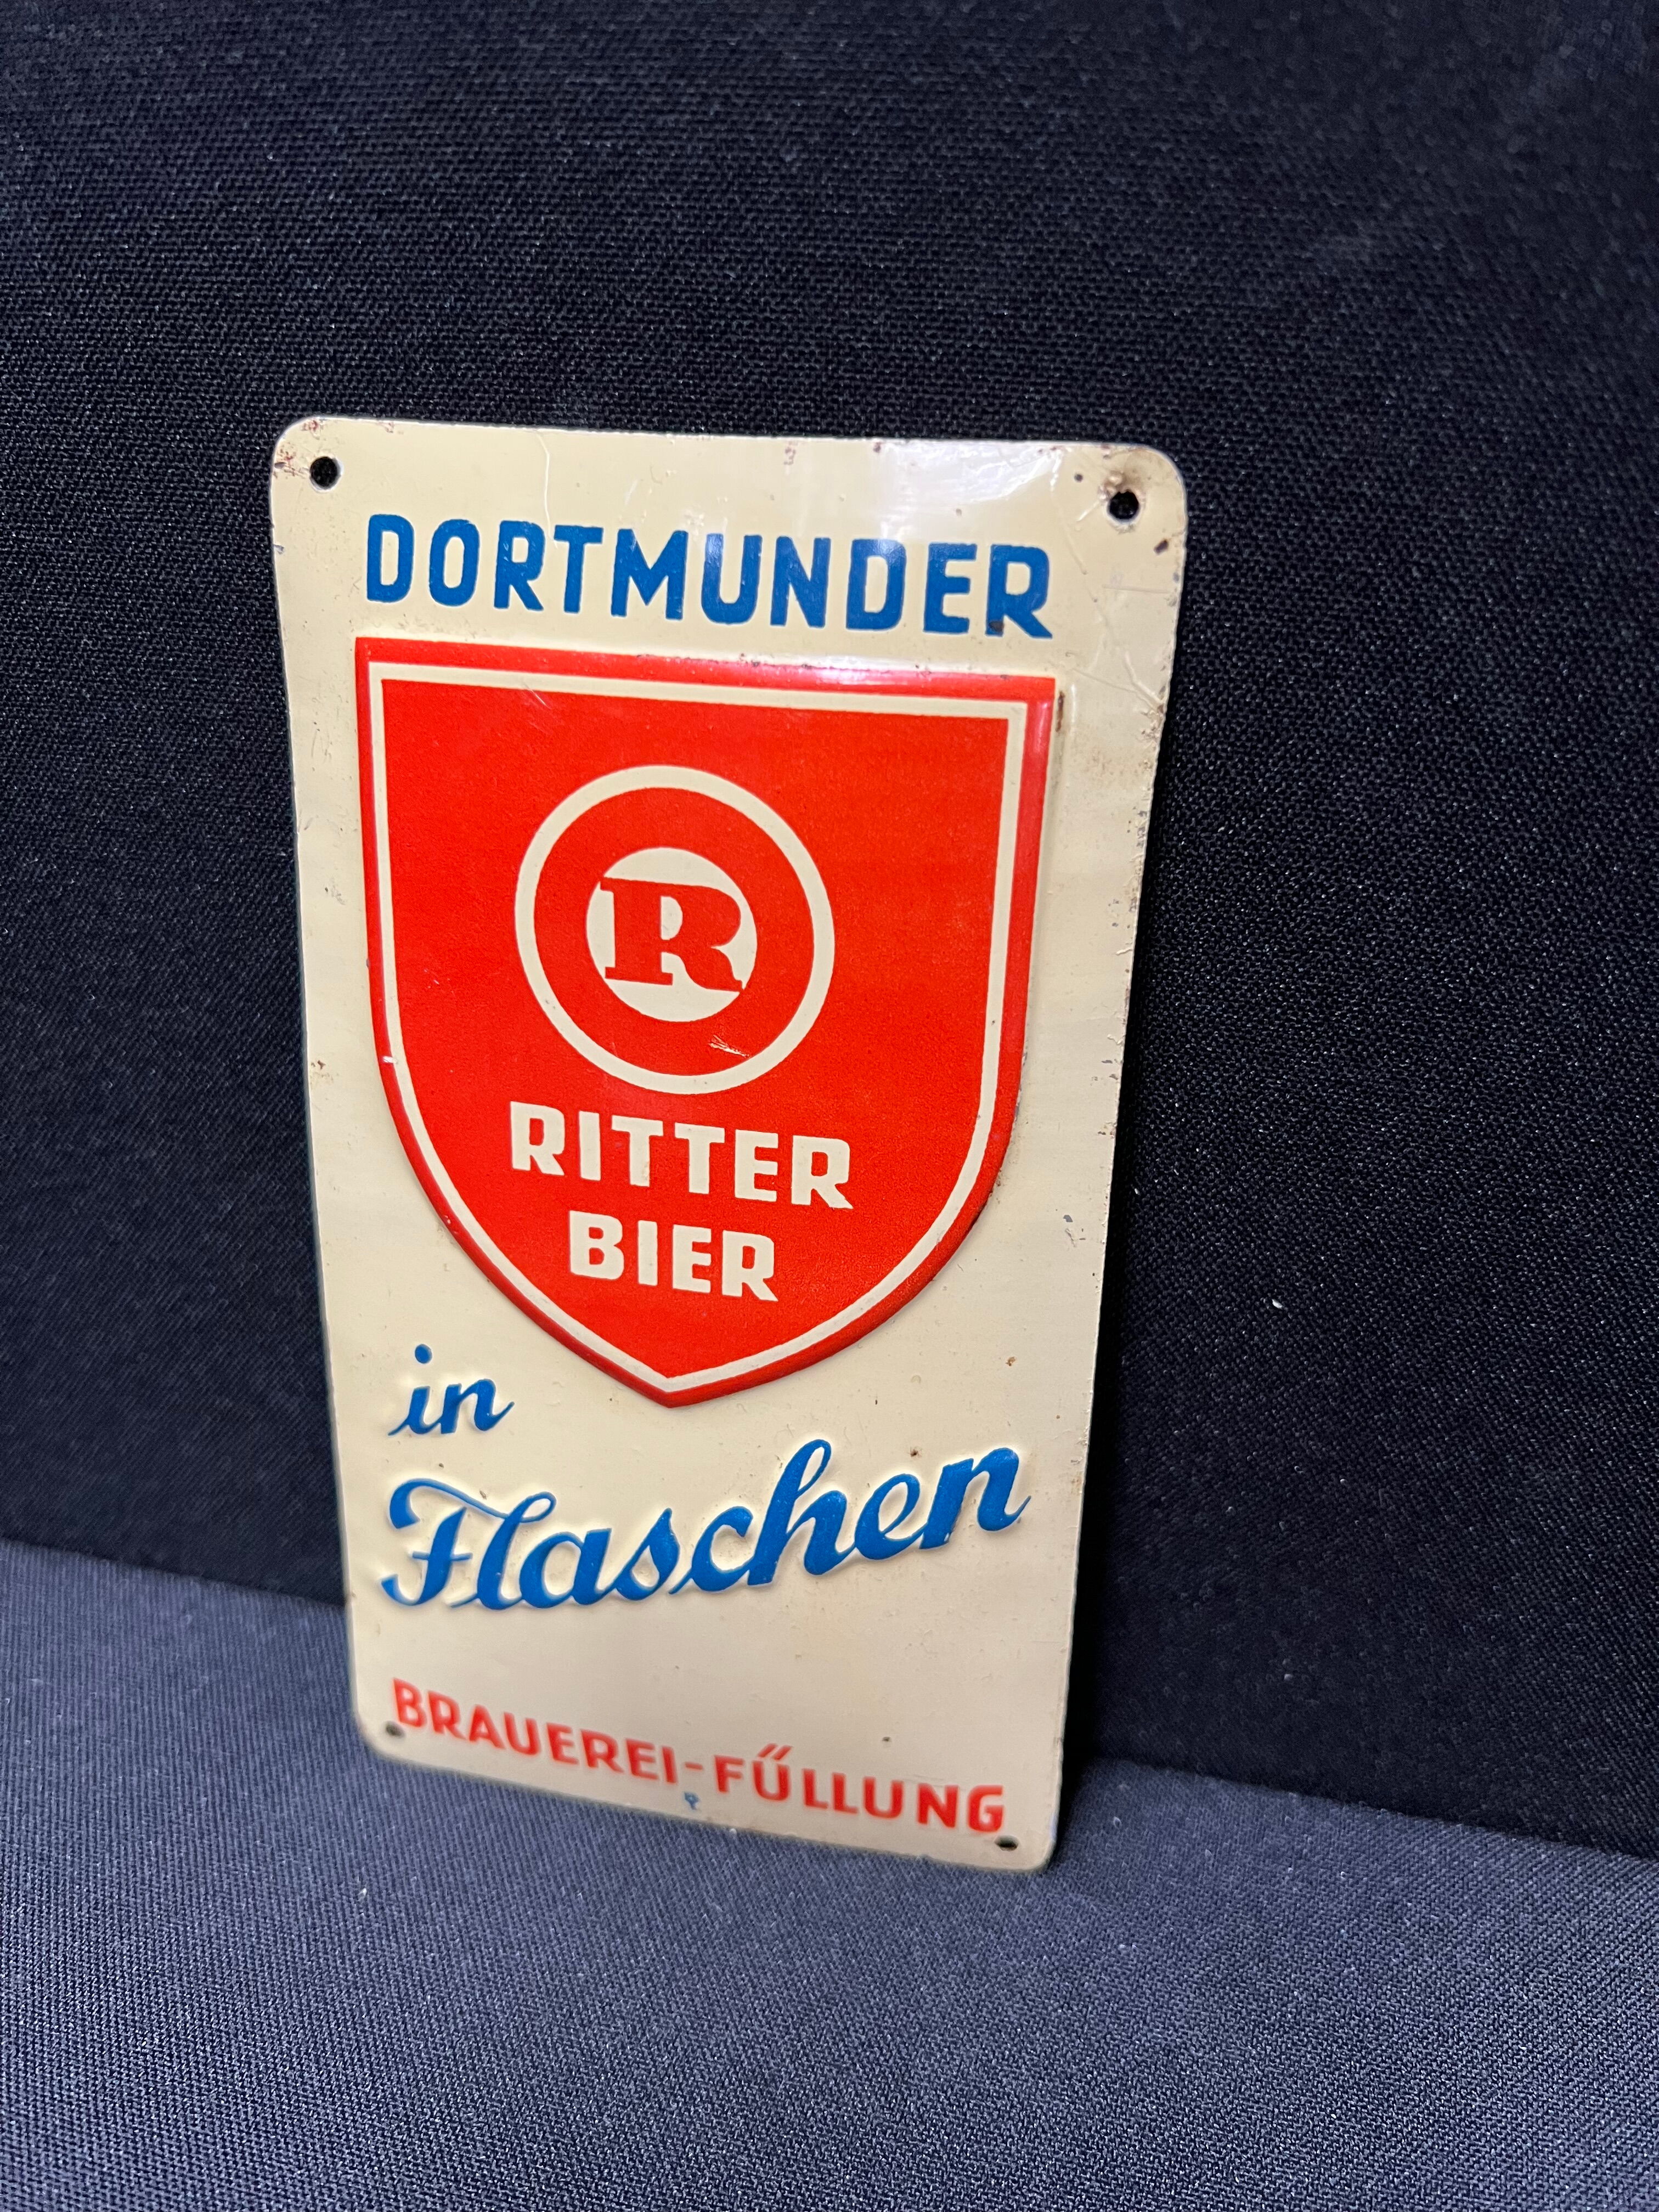 DORTMUNDER
R
RITTER
BIER
in
Flaschen
BRAUEREI-FÜLLUNG